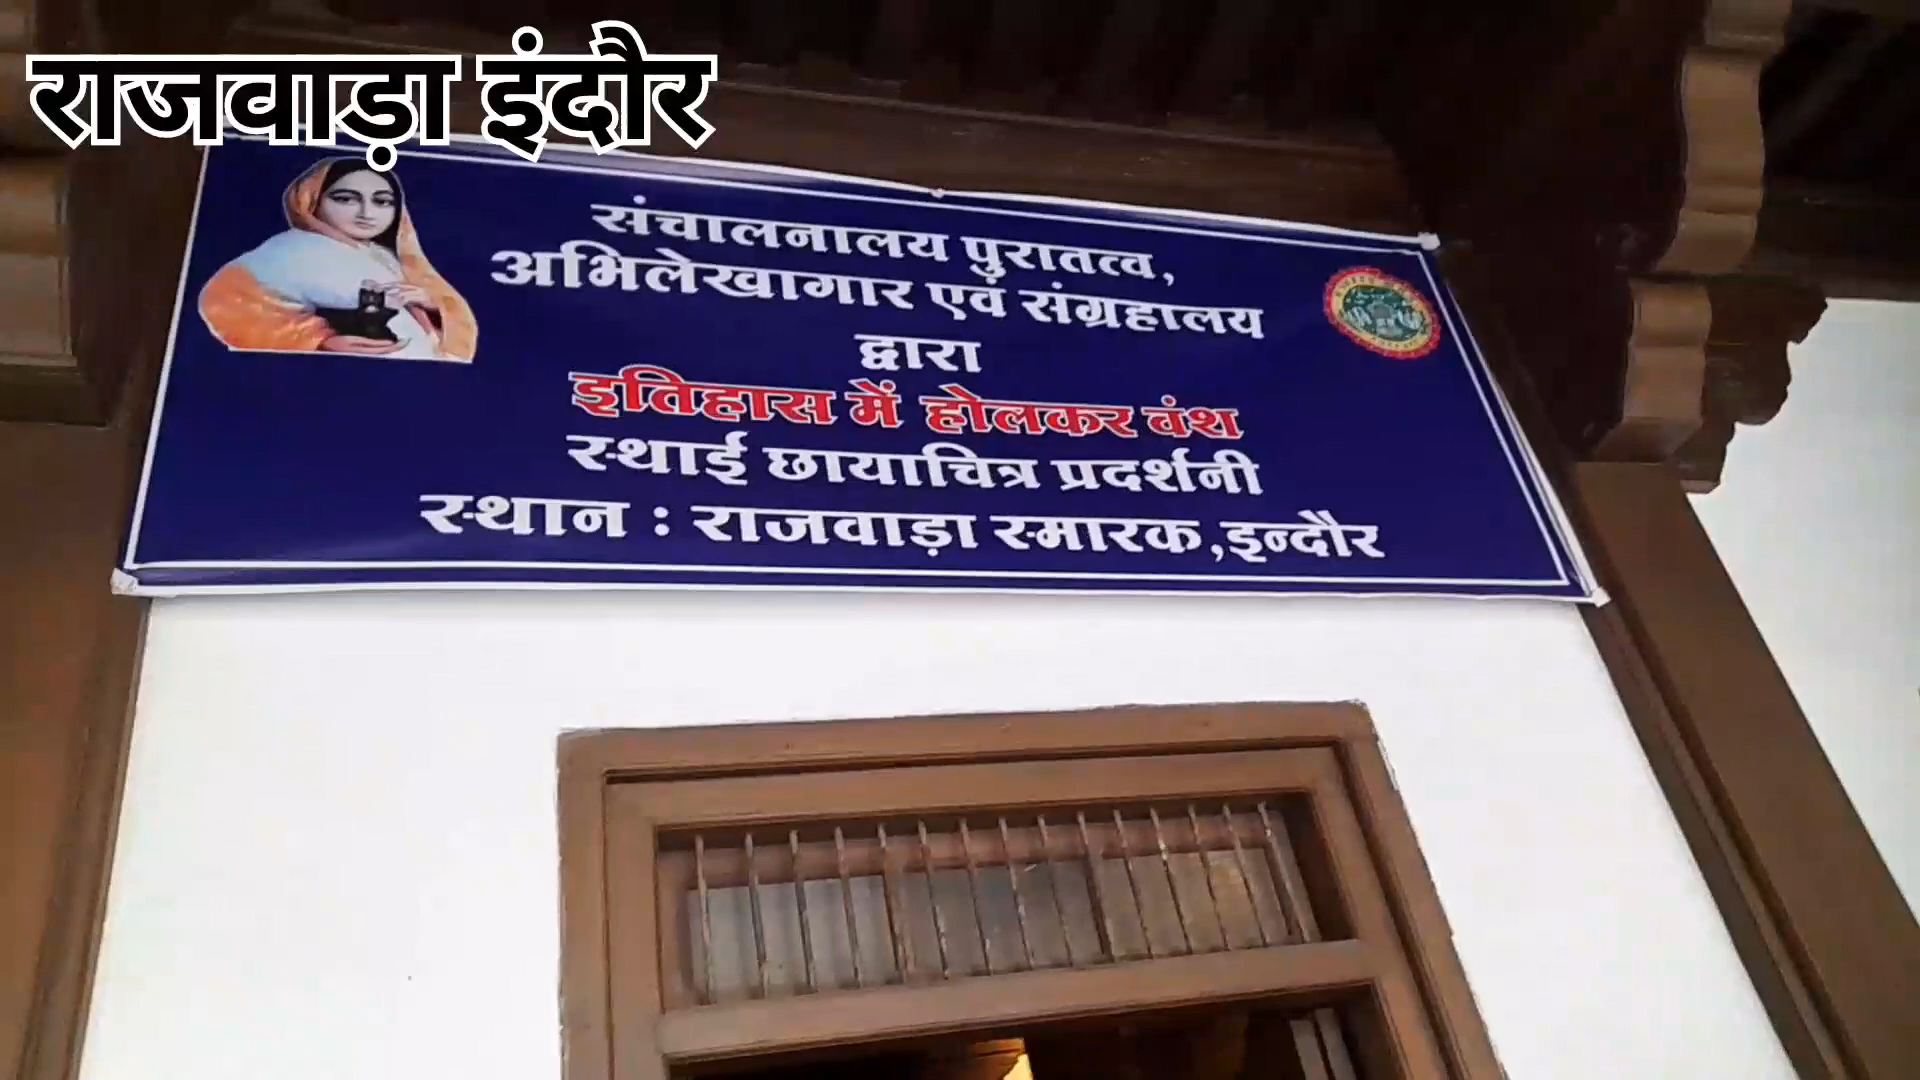 राजवाड़ा इंदौर
संचालनालय पुरातत्व,
अभिलेखागार एवं संग्रहालय
द्वारा
इतिहास में होलकर वंश
स्थाई छायाचित्र प्रदर्शनी
स्थान : राजवाड़ा स्मारक,इन्दौर